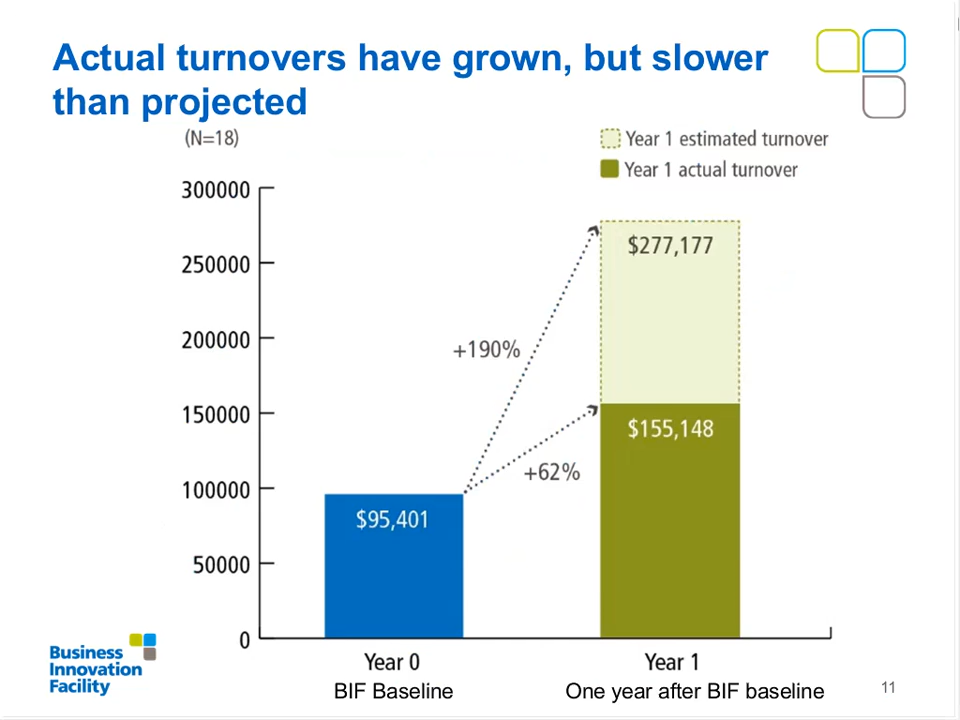 Actual turnovers have grown, but slower
than projected
(N=18)
Year 1 estimated turnover
Year 1 actual turnover
300000
250000
200000
150000
100000
50000
0
$277,177
+190%
$155,148
+62%
$95,401
Year 0
BIF Baseline
Year 1
One year after BIF baseline
Business
Innovation
Facility
11